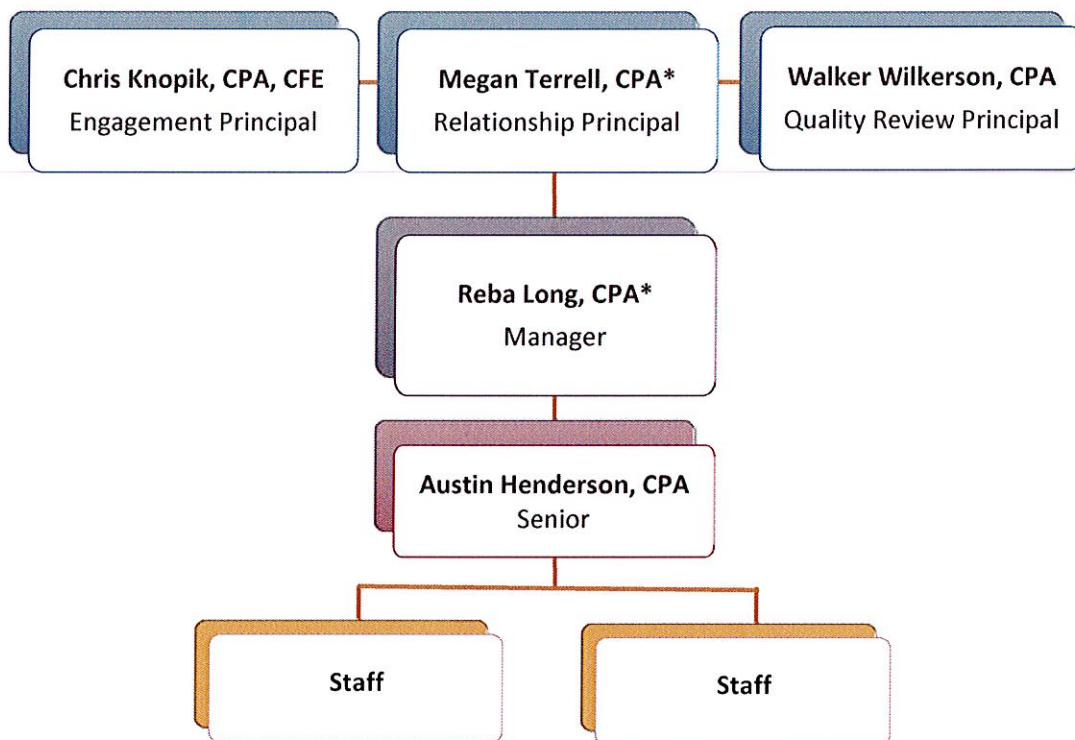 Chris Knopik, CPA, CFE
Engagement Principal
Megan Terrell, CPA*
Relationship Principal
Walker Wilkerson, CPA
Quality Review Principal
Reba Long, CPA*
Manager
Austin Henderson, CPA
Senior
Staff
Staff